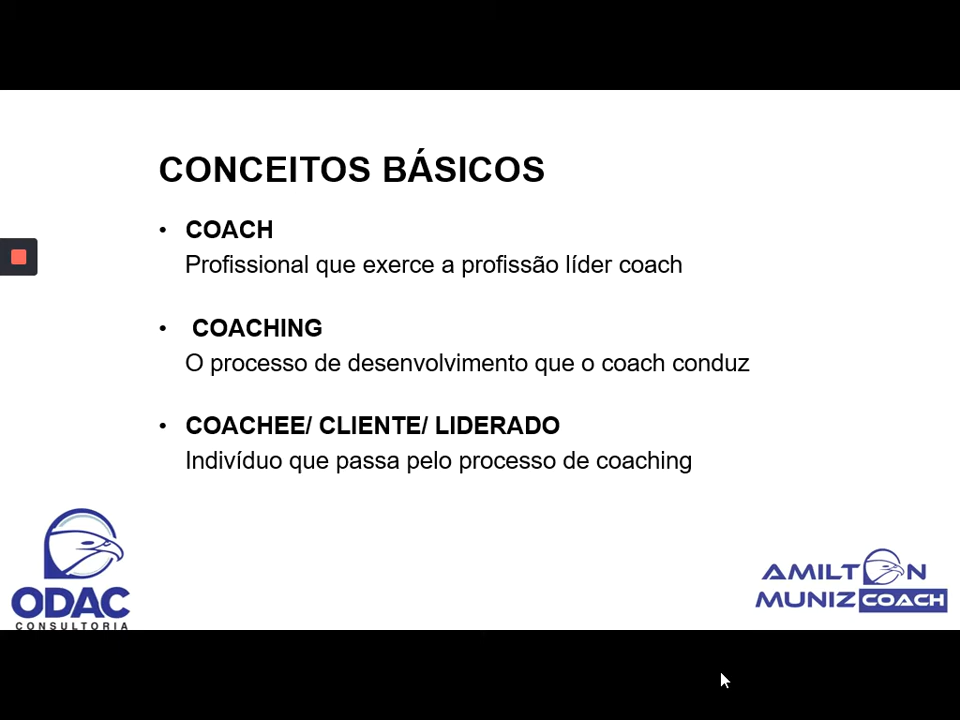 CONCEITOS BÁSICOS
• COACH
Profissional que exerce a profissão líder coach
• COACHING
O processo de desenvolvimento que o coach conduz
• COACHEE/ CLIENTE/ LIDERADO
Indivíduo que passa pelo processo de coaching
ODAC
CONSULTORIA
AMILTON
MUNIZ COACH